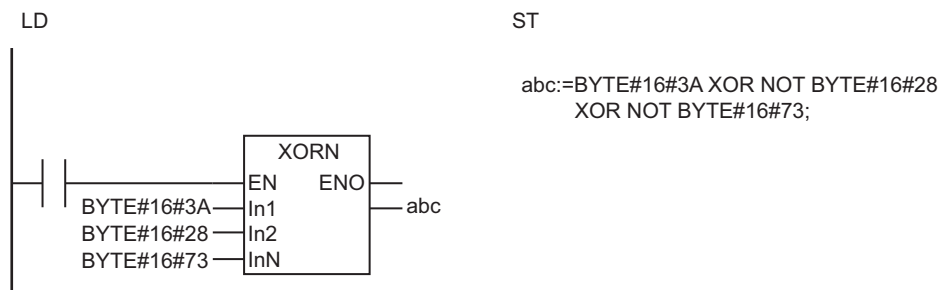 LD
ST
abc:=BYTE#16#3A XOR NOT BYTE#16#28
XOR NOT BYTE#16#73;
XORN
EN ENO
BYTE#16#3A In1 abc
BYTE#16#28 In2
BYTE#16#73 InN